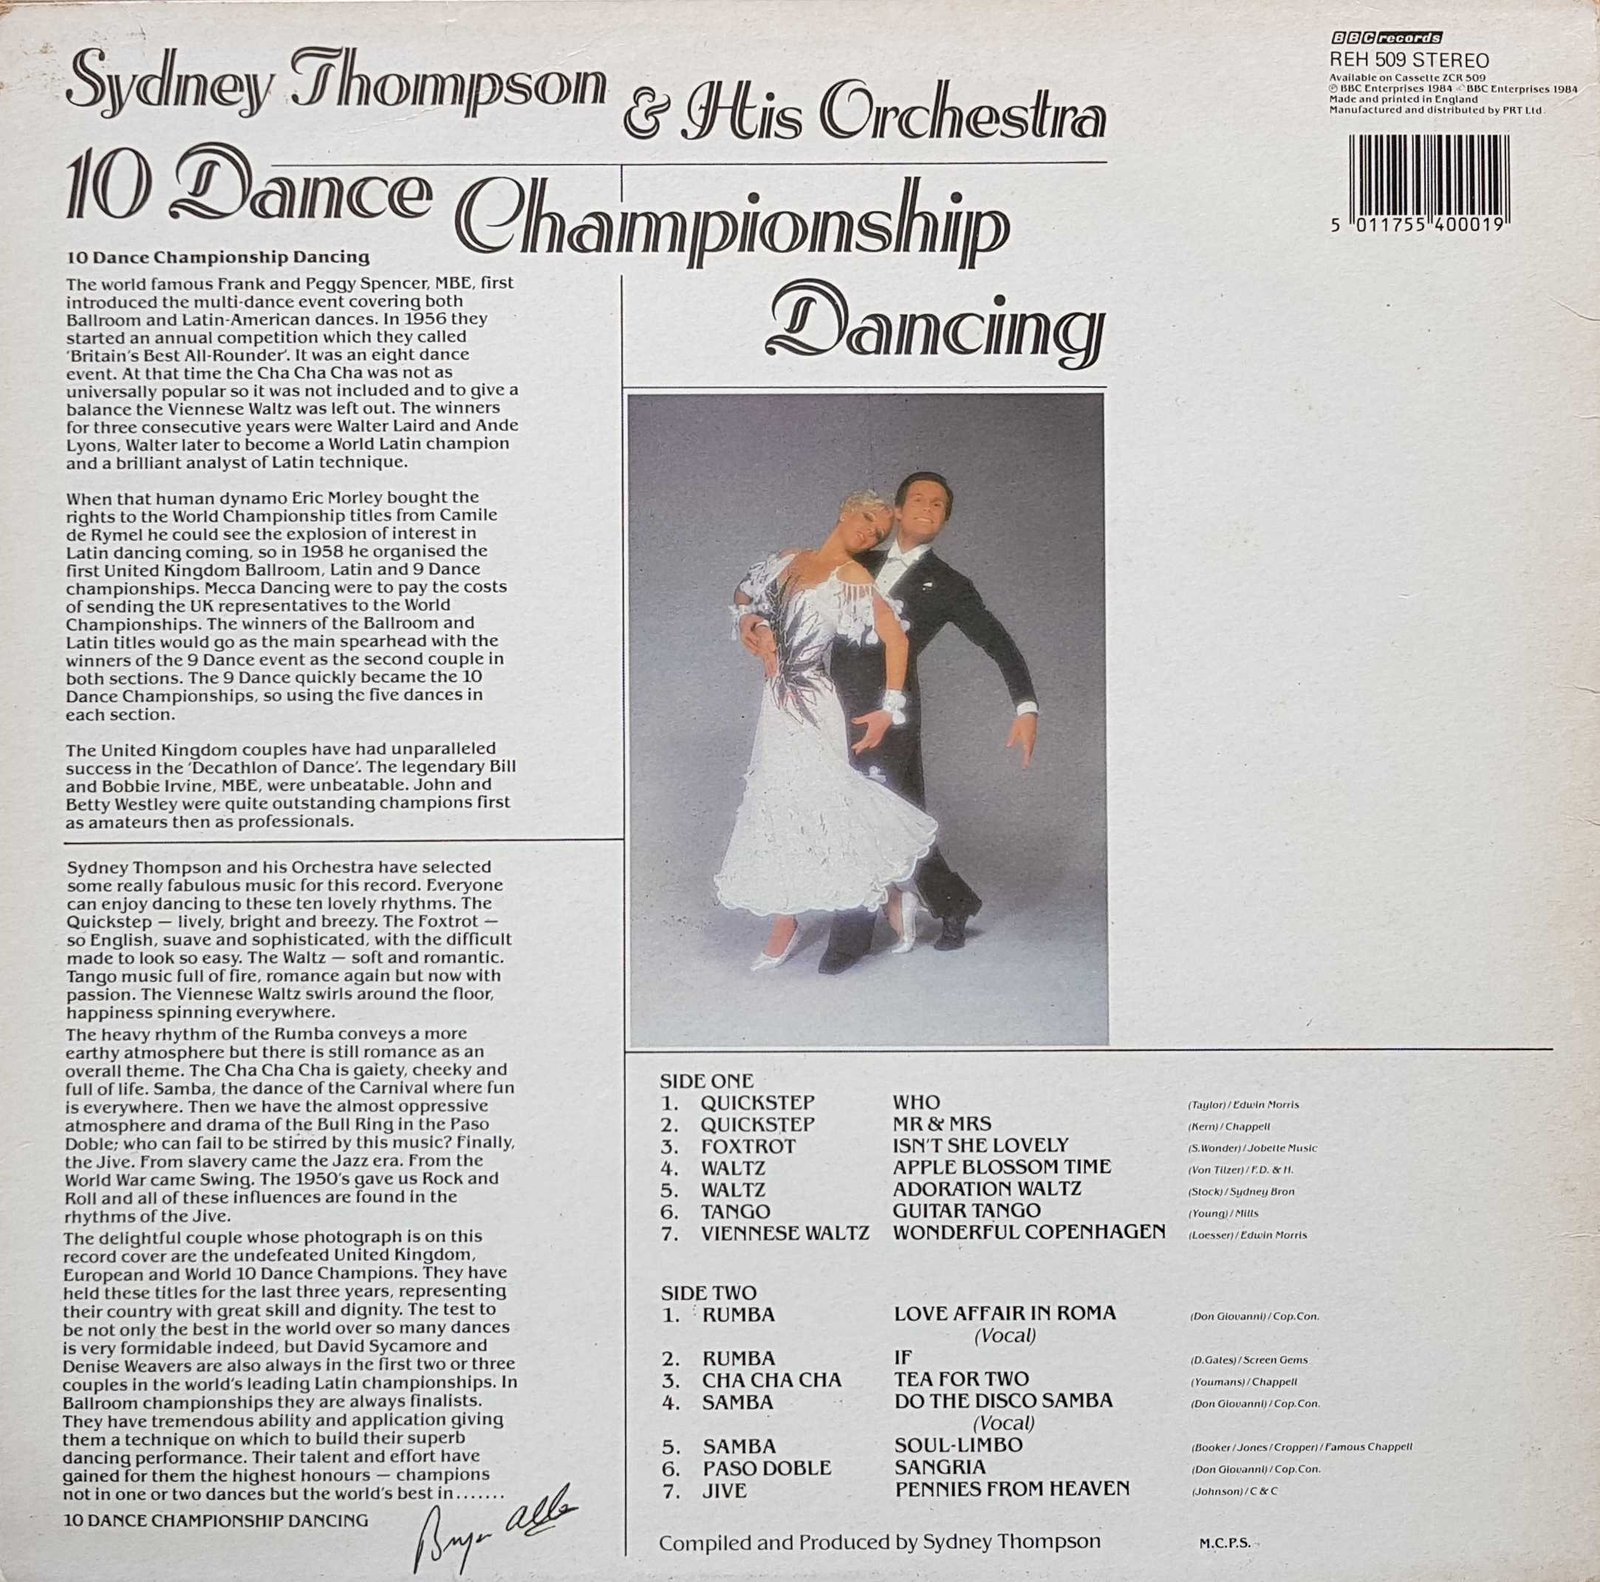 Sydney Thompson & His Orchestra
10 Dance Championship
Dancing
BBC records
REH 509 STEREO
Available on Cassette ZCR 509
℗ BBC Enterprises 1984 © BBC Enterprises 1984
Made and printed in England
Manufactured and distributed by PRT Ltd.
5 011755 400019
10 Dance Championship Dancing
The world famous Frank and Peggy Spencer, MBE, first
introduced the multi-dance event covering both
Ballroom and Latin-American dances. In 1956 they
started an annual competition which they called
'Britain's Best All-Rounder'. It was an eight dance
event. At that time the Cha Cha Cha was not as
universally popular so it was not included and to give a
balance the Viennese Waltz was left out. The winners
for three consecutive years were Walter Laird and Ande
Lyons, Walter later to become a World Latin champion
and a brilliant analyst of Latin technique.
When that human dynamo Eric Morley bought the
rights to the World Championship titles from Camile
de Rymel he could see the explosion of interest in
Latin dancing coming, so in 1958 he organised the
first United Kingdom Ballroom, Latin and 9 Dance
championships. Mecca Dancing were to pay the costs
of sending the UK representatives to the World
Championships. The winners of the Ballroom and
Latin titles would go as the main spearhead with the
winners of the 9 Dance event as the second couple in
both sections. The 9 Dance quickly became the 10
Dance Championships, so using the five dances in
each section.
The United Kingdom couples have had unparalleled
success in the 'Decathlon of Dance'. The legendary Bill
and Bobbie Irvine, MBE, were unbeatable. John and
Betty Westley were quite outstanding champions first
as amateurs then as professionals.
Sydney Thompson and his Orchestra have selected
some really fabulous music for this record. Everyone
can enjoy dancing to these ten lovely rhythms. The
Quickstep — lively, bright and breezy. The Foxtrot —
so English, suave and sophisticated, with the difficult
made to look so easy. The Waltz — soft and romantic.
Tango music full of fire, romance again but now with
passion. The Viennese Waltz swirls around the floor,
happiness spinning everywhere.
The heavy rhythm of the Rumba conveys a more
earthy atmosphere but there is still romance as an
overall theme. The Cha Cha Cha is gaiety, cheeky and
full of life. Samba, the dance of the Carnival where fun
is everywhere. Then we have the almost oppressive
atmosphere and drama of the Bull Ring in the Paso
Doble; who can fail to be stirred by this music? Finally,
the Jive. From slavery came the Jazz era. From the
World War came Swing. The 1950's gave us Rock and
Roll and all of these influences are found in the
rhythms of the Jive.
The delightful couple whose photograph is on this
record cover are the undefeated United Kingdom,
European and World 10 Dance Champions. They have
held these titles for the last three years, representing
their country with great skill and dignity. The test to
be not only the best in the world over so many dances
is very formidable indeed, but David Sycamore and
Denise Weavers are also always in the first two or three
couples in the world's leading Latin championships. In
Ballroom championships they are always finalists.
They have tremendous ability and application giving
them a technique on which to build their superb
dancing performance. Their talent and effort have
gained for them the highest honours — champions
not in one or two dances but the world's best in.......
10 DANCE CHAMPIONSHIP DANCING
SIDE ONE
1. QUICKSTEP WHO (Taylor)/Edwin Morris
2. QUICKSTEP MR & MRS (Kern)/Chappell
3. FOXTROT ISN'T SHE LOVELY (S.Wonder)/Jobette Music
4. WALTZ APPLE BLOSSOM TIME (Von Tilzer)/F.D. & H.
5. WALTZ ADORATION WALTZ (Stock)/Sydney Bron
6. TANGO GUITAR TANGO (Young)/Mills
7. VIENNESE WALTZ WONDERFUL COPENHAGEN (Loesser)/Edwin Morris
SIDE TWO
1. RUMBA LOVE AFFAIR IN ROMA (Don Giovanni)/Cop.Con.
(Vocal)
2. RUMBA IF (D.Gates)/Screen Gems
3. CHA CHA CHA TEA FOR TWO (Youmans)/Chappell
4. SAMBA DO THE DISCO SAMBA (Don Giovanni)/Cop.Con.
(Vocal)
5. SAMBA SOUL-LIMBO (Booker/Jones/Cropper)/Famous Chappell
6. PASO DOBLE SANGRIA (Don Giovanni)/Cop.Con.
7. JIVE PENNIES FROM HEAVEN (Johnson)/C & C
Compiled and Produced by Sydney Thompson M.C.P.S.